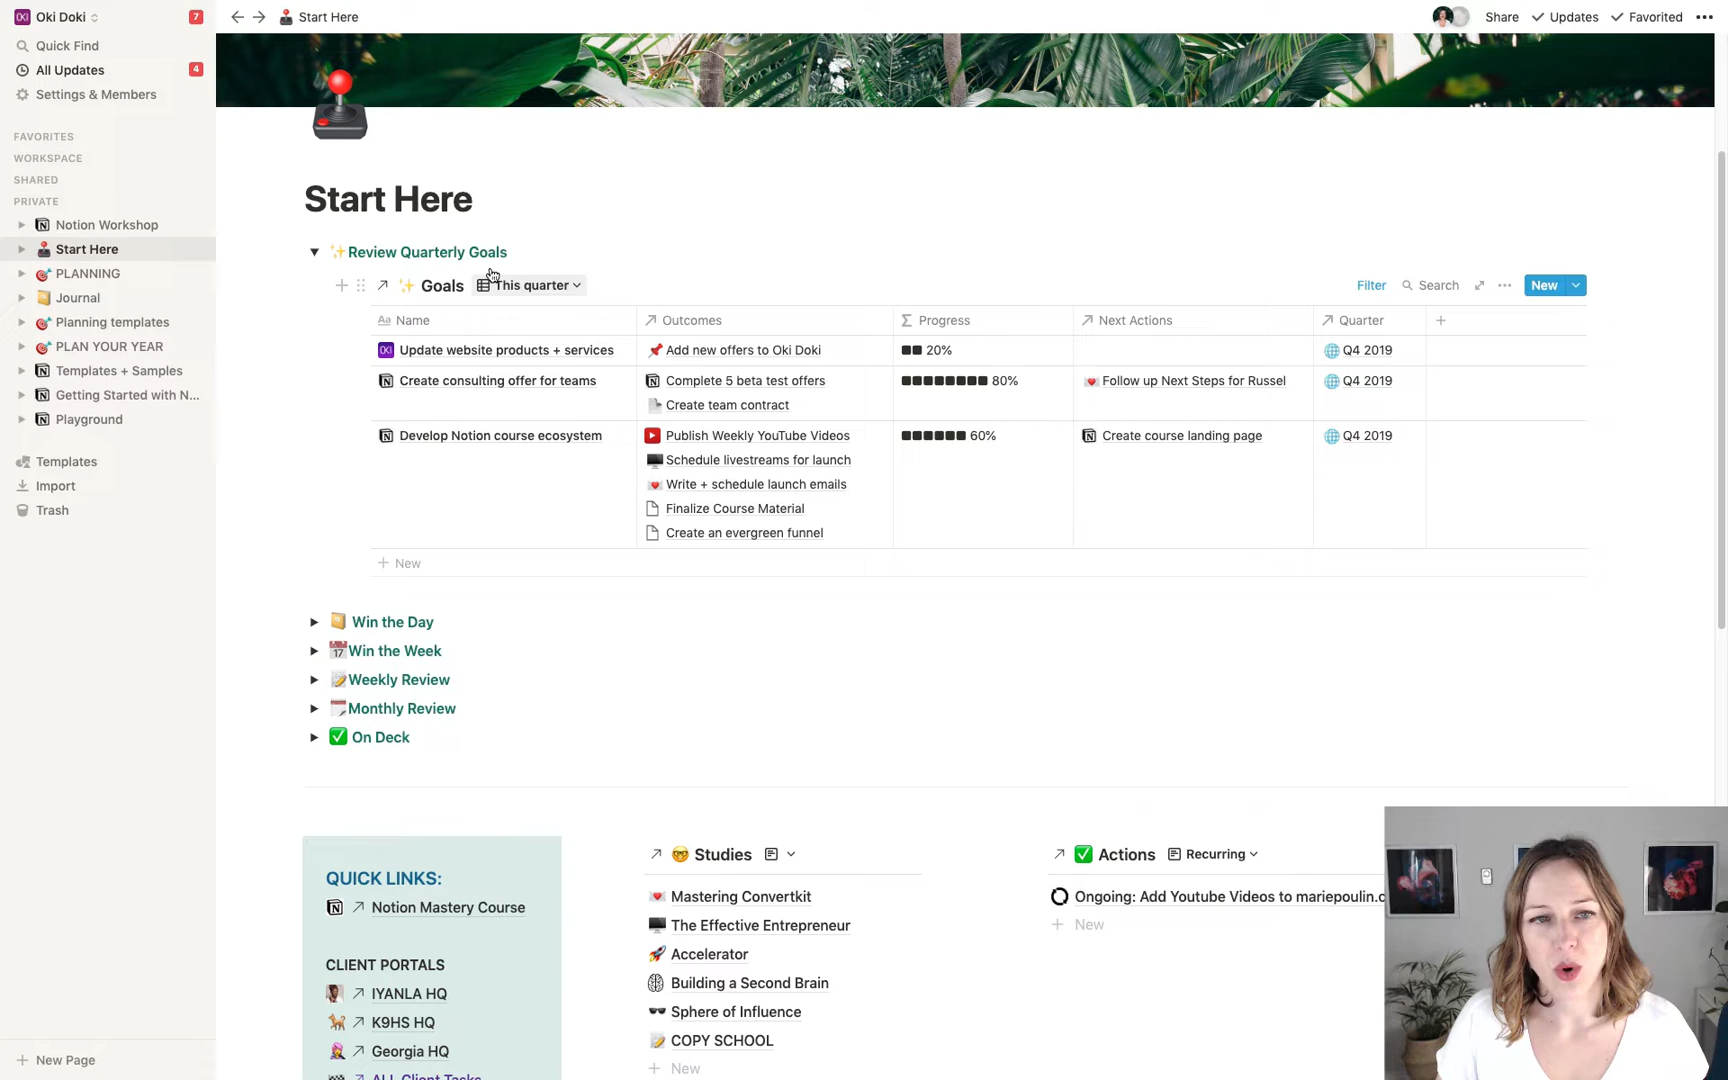 OKI Oki Doki 7
Start Here
Share Updates Favorited
Quick Find
All Updates 4
Settings & Members
FAVORITES
WORKSPACE
SHARED
PRIVATE
Notion Workshop
Start Here
PLANNING
Journal
Planning templates
PLAN YOUR YEAR
Templates + Samples
Getting Started with N...
Playground
Templates
Import
Trash
New Page
Start Here
Review Quarterly Goals
Goals This quarter
Filter Search New
Aa Name Outcomes Progress Next Actions Quarter
OKI Update website products + services Add new offers to Oki Doki 20% Q4 2019
Create consulting offer for teams Complete 5 beta test offers 80% Follow up Next Steps for Russel Q4 2019
Create team contract
Develop Notion course ecosystem Publish Weekly YouTube Videos 60% Create course landing page Q4 2019
Schedule livestreams for launch
Write + schedule launch emails
Finalize Course Material
Create an evergreen funnel
New
Win the Day
Win the Week
Weekly Review
Monthly Review
On Deck
QUICK LINKS:
Notion Mastery Course
CLIENT PORTALS
IYANLA HQ
K9HS HQ
Georgia HQ
ALL Client Tasks
Studies
Mastering Convertkit
The Effective Entrepreneur
Accelerator
Building a Second Brain
Sphere of Influence
COPY SCHOOL
New
Actions Recurring
Ongoing: Add Youtube Videos to mariepoulin.c
New